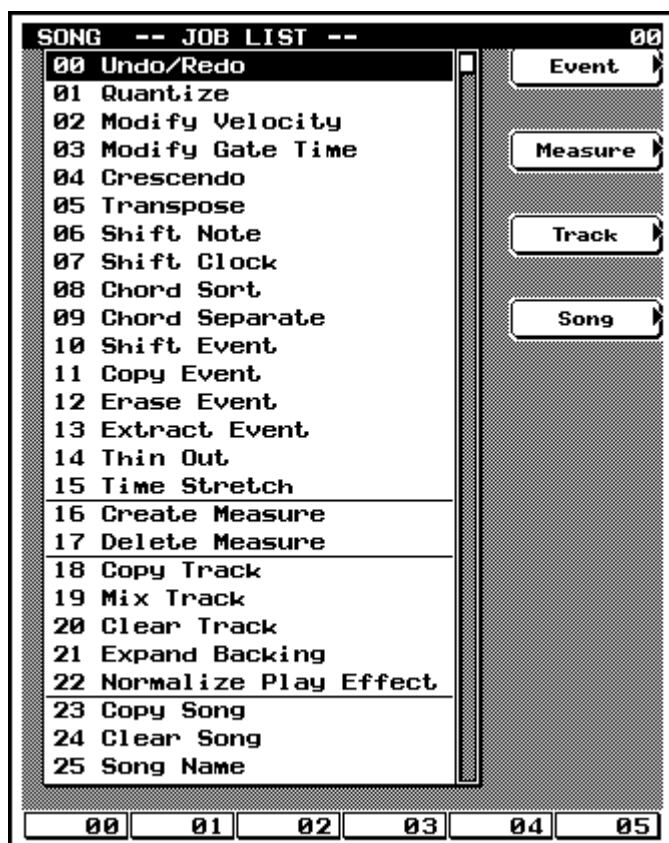 SONG -- JOB LIST -- 00
00 Undo/Redo
01 Quantize
02 Modify Velocity
03 Modify Gate Time
04 Crescendo
05 Transpose
06 Shift Note
07 Shift Clock
08 Chord Sort
09 Chord Separate
10 Shift Event
11 Copy Event
12 Erase Event
13 Extract Event
14 Thin Out
15 Time Stretch
16 Create Measure
17 Delete Measure
18 Copy Track
19 Mix Track
20 Clear Track
21 Expand Backing
22 Normalize Play Effect
23 Copy Song
24 Clear Song
25 Song Name
Event
Measure
Track
Song
00 01 02 03 04 05